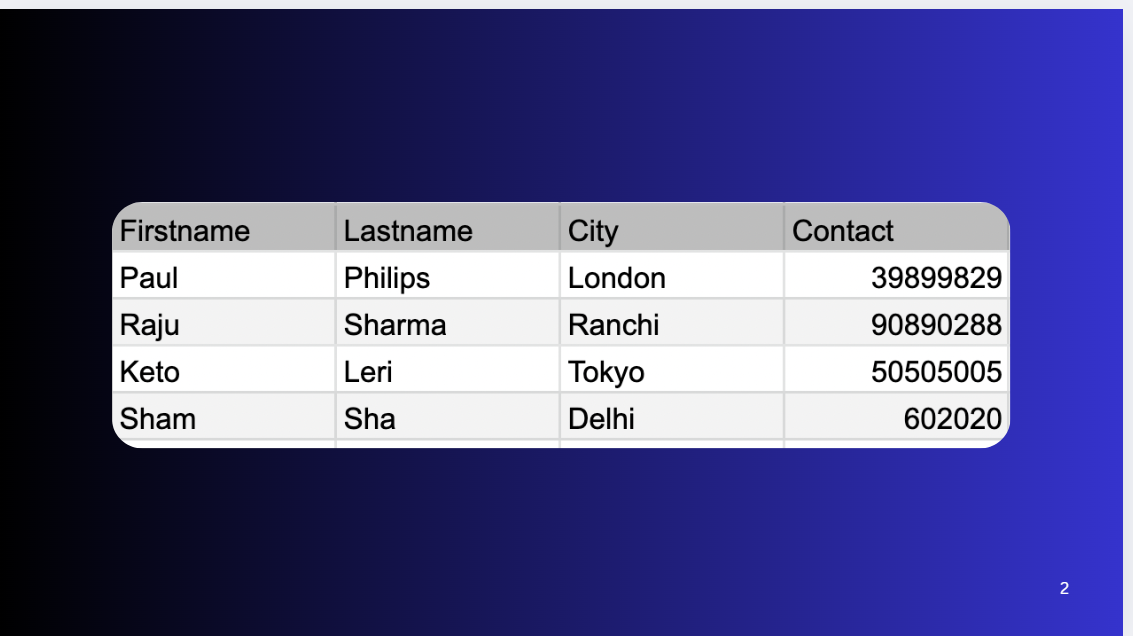 Firstname Lastname City Contact
Paul Philips London 39899829
Raju Sharma Ranchi 90890288
Keto Leri Tokyo 50505005
Sham Sha Delhi 602020
2